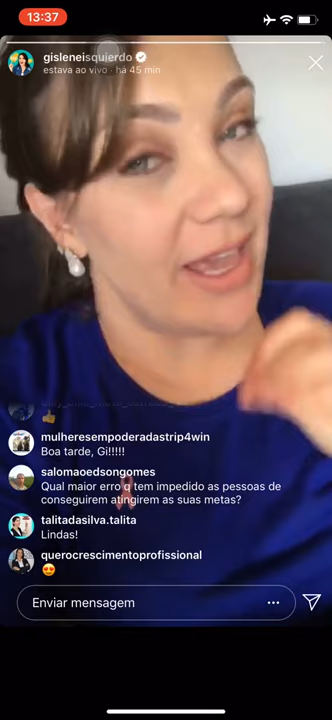 13:37
gisleneisquierdo
estava ao vivo · há 45 min
👍
mulheresempoderadastrip4win
Boa tarde, Gi!!!!!
salomaoedsongomes
Qual maior erro q tem impedido as pessoas de
conseguirem atingirem as suas metas?
talitadasilva.talita
Lindas!
querocrescimentoprofissional
😍
Enviar mensagem